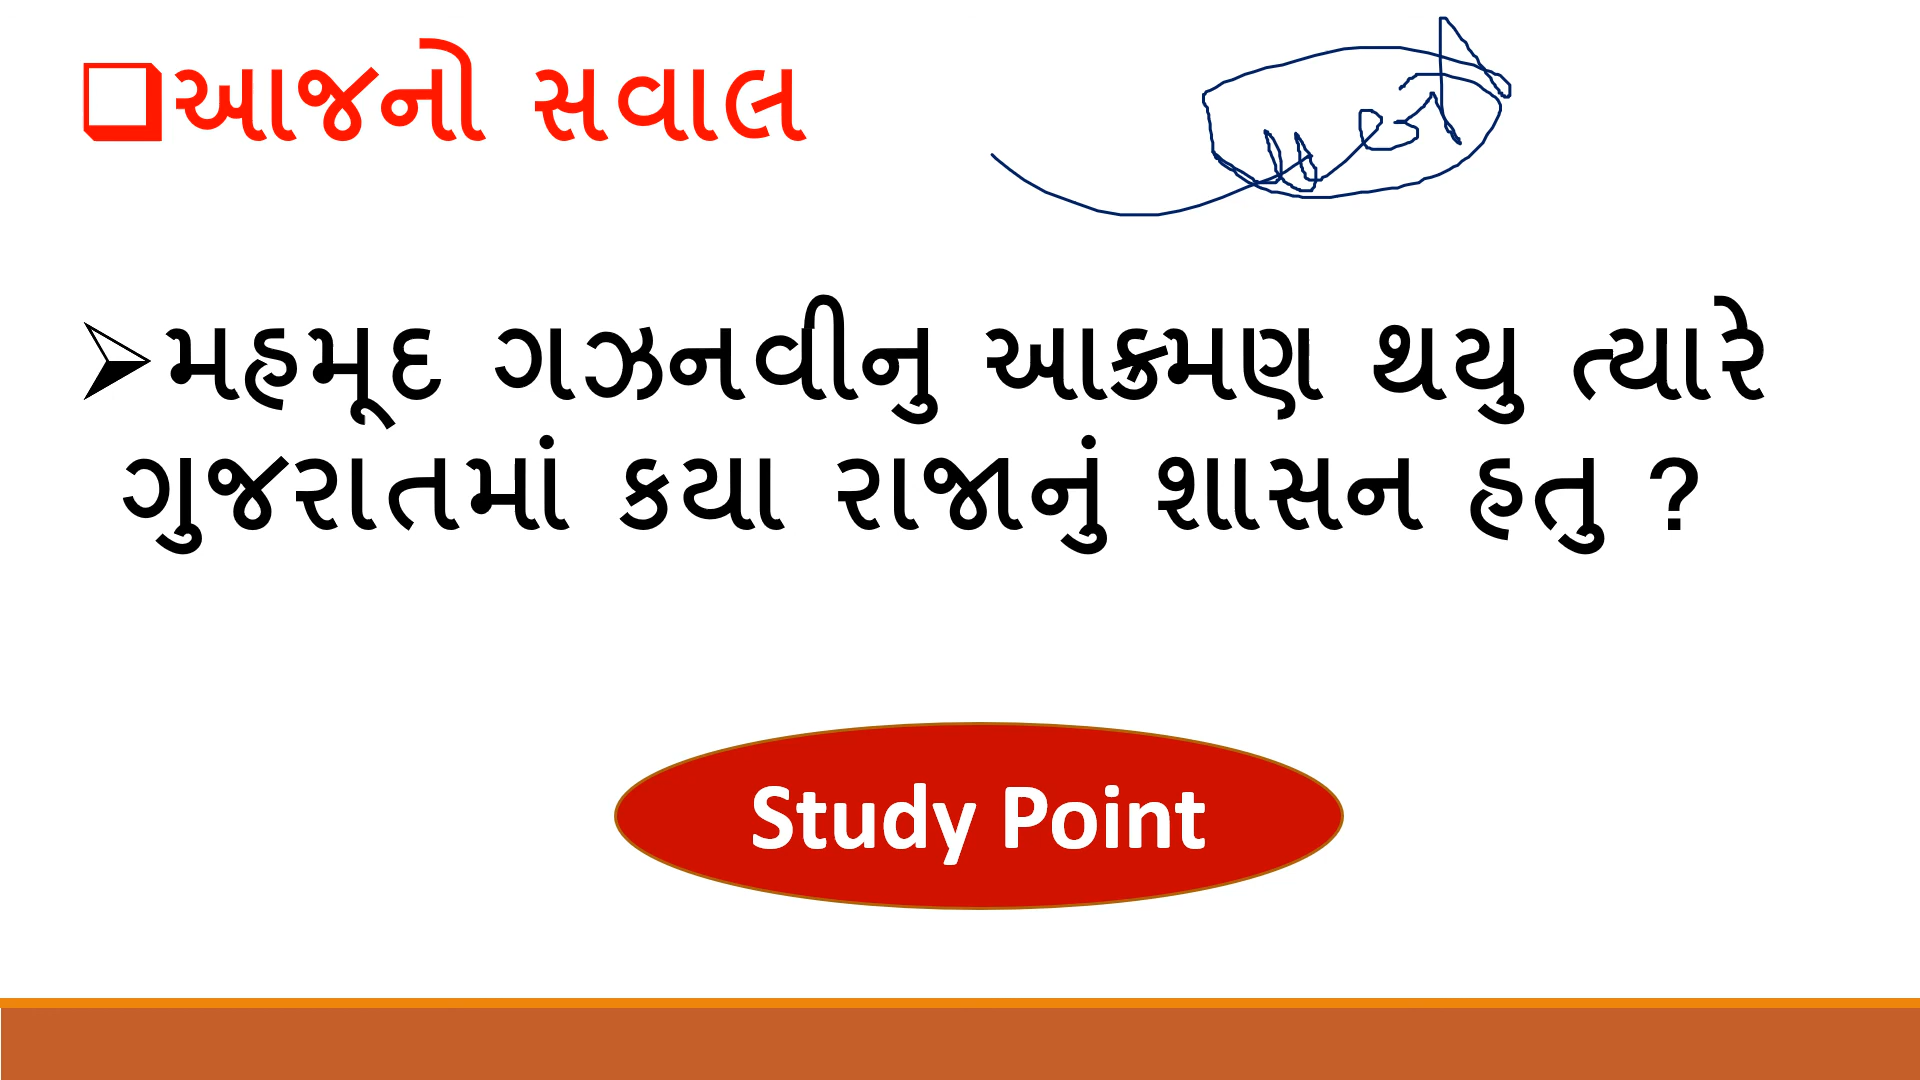 આજનો સવાલ
મહમૂદ ગઝનવીનુ આક્રમણ થયુ ત્યારે
ગુજરાતમાં કયા રાજાનું શાસન હતુ ?
Study Point